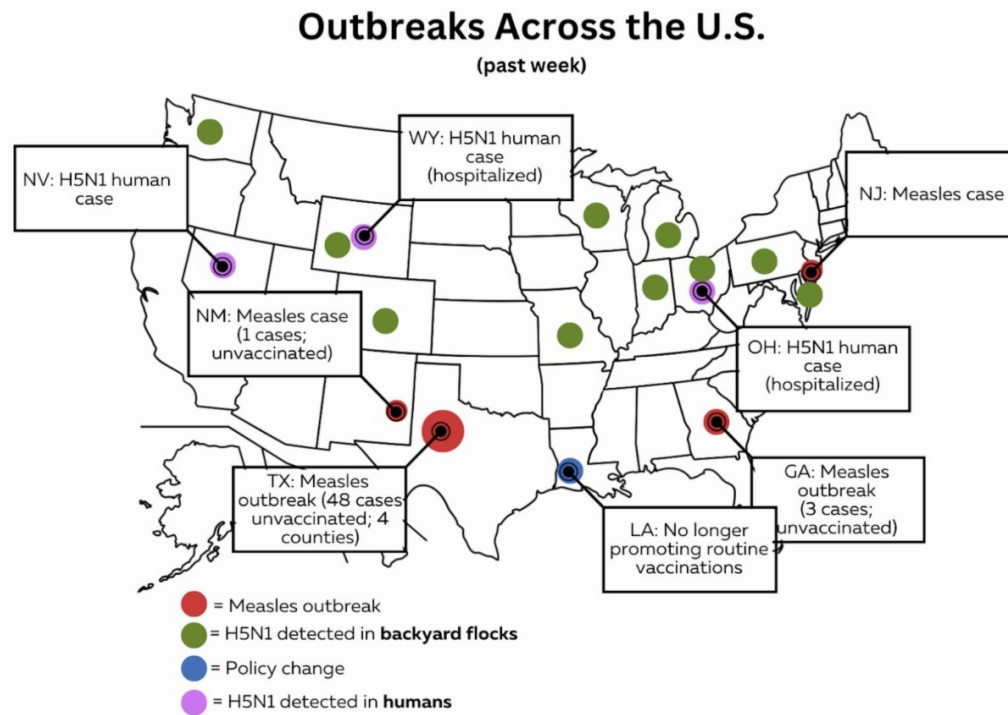 Outbreaks Across the U.S.
(past week)
WY: H5N1 human
case
(hospitalized)
NV: H5N1 human
case
NJ: Measles case
NM: Measles case
(1 cases;
unvaccinated)
OH: H5N1 human
case
(hospitalized)
TX: Measles
outbreak (48 cases
unvaccinated; 4
counties)
GA: Measles
outbreak
(3 cases;
unvaccinated)
LA: No longer
promoting routine
vaccinations
= Measles outbreak
= H5N1 detected in backyard flocks
= Policy change
= H5N1 detected in humans